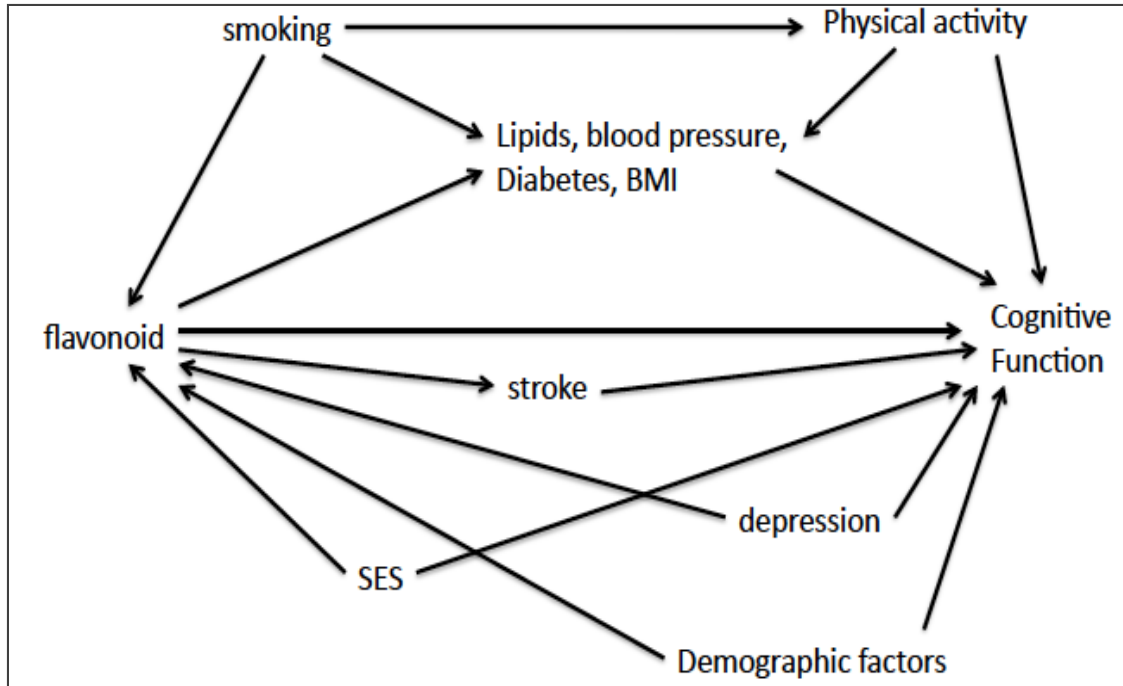 smoking
Physical activity
Lipids, blood pressure,
Diabetes, BMI
flavonoid
Cognitive
Function
stroke
depression
SES
Demographic factors